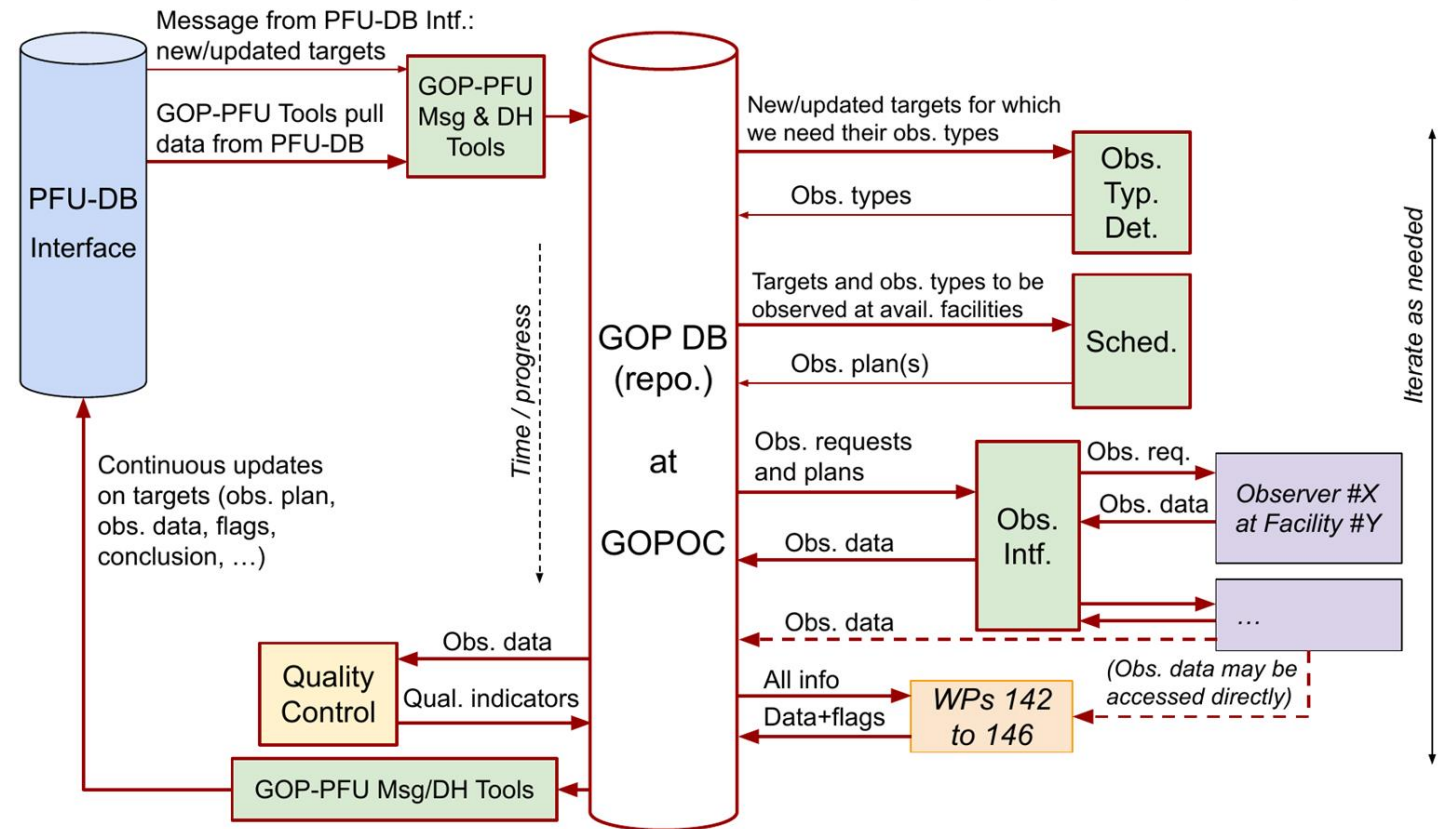 Message from PFU-DB Intf.:
new/updated targets
GOP-PFU Tools pull
data from PFU-DB
PFU-DB
Interface
GOP-PFU
Msg & DH
Tools
New/updated targets for which
we need their obs. types
Obs. types
Obs.
Typ.
Det.
Targets and obs. types to be
observed at avail. facilities
Obs. plan(s)
Sched.
Time / progress
GOP DB
(repo.)
at
GOPOC
Iterate as needed
Obs. requests
and plans
Obs. data
Obs.
Intf.
Obs. req.
Obs. data
Observer #X
at Facility #Y
…
Obs. data
(Obs. data may be
accessed directly)
Continuous updates
on targets (obs. plan,
obs. data, flags,
conclusion, …)
Obs. data
Quality
Control
Qual. indicators
All info
Data+flags
WPs 142
to 146
GOP-PFU Msg/DH Tools